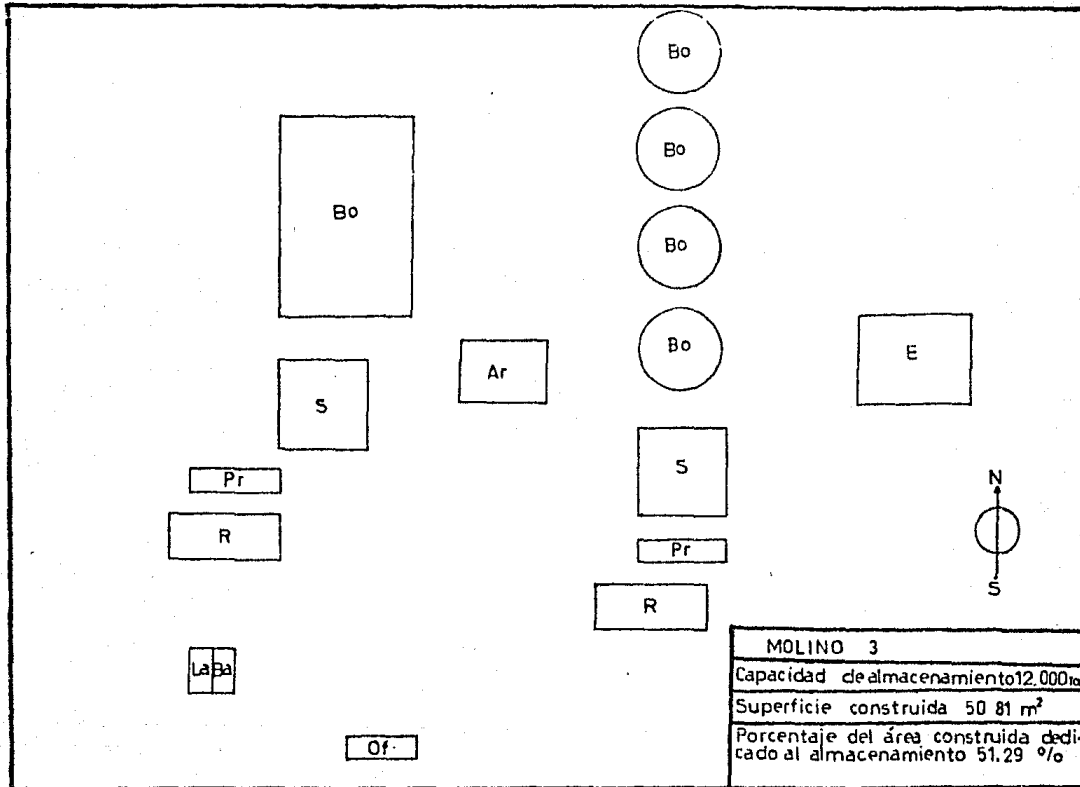 Bo
Bo
Bo
Bo
Bo
Ar
E
S
S
Pr
R
Pr
R
N
S
La Ba
Of.
MOLINO 3
Capacidad de almacenamiento 12.000
Superficie construida 50 81 m²
Porcentaje del área construida dedi-
cado al almacenamiento 51.29 %